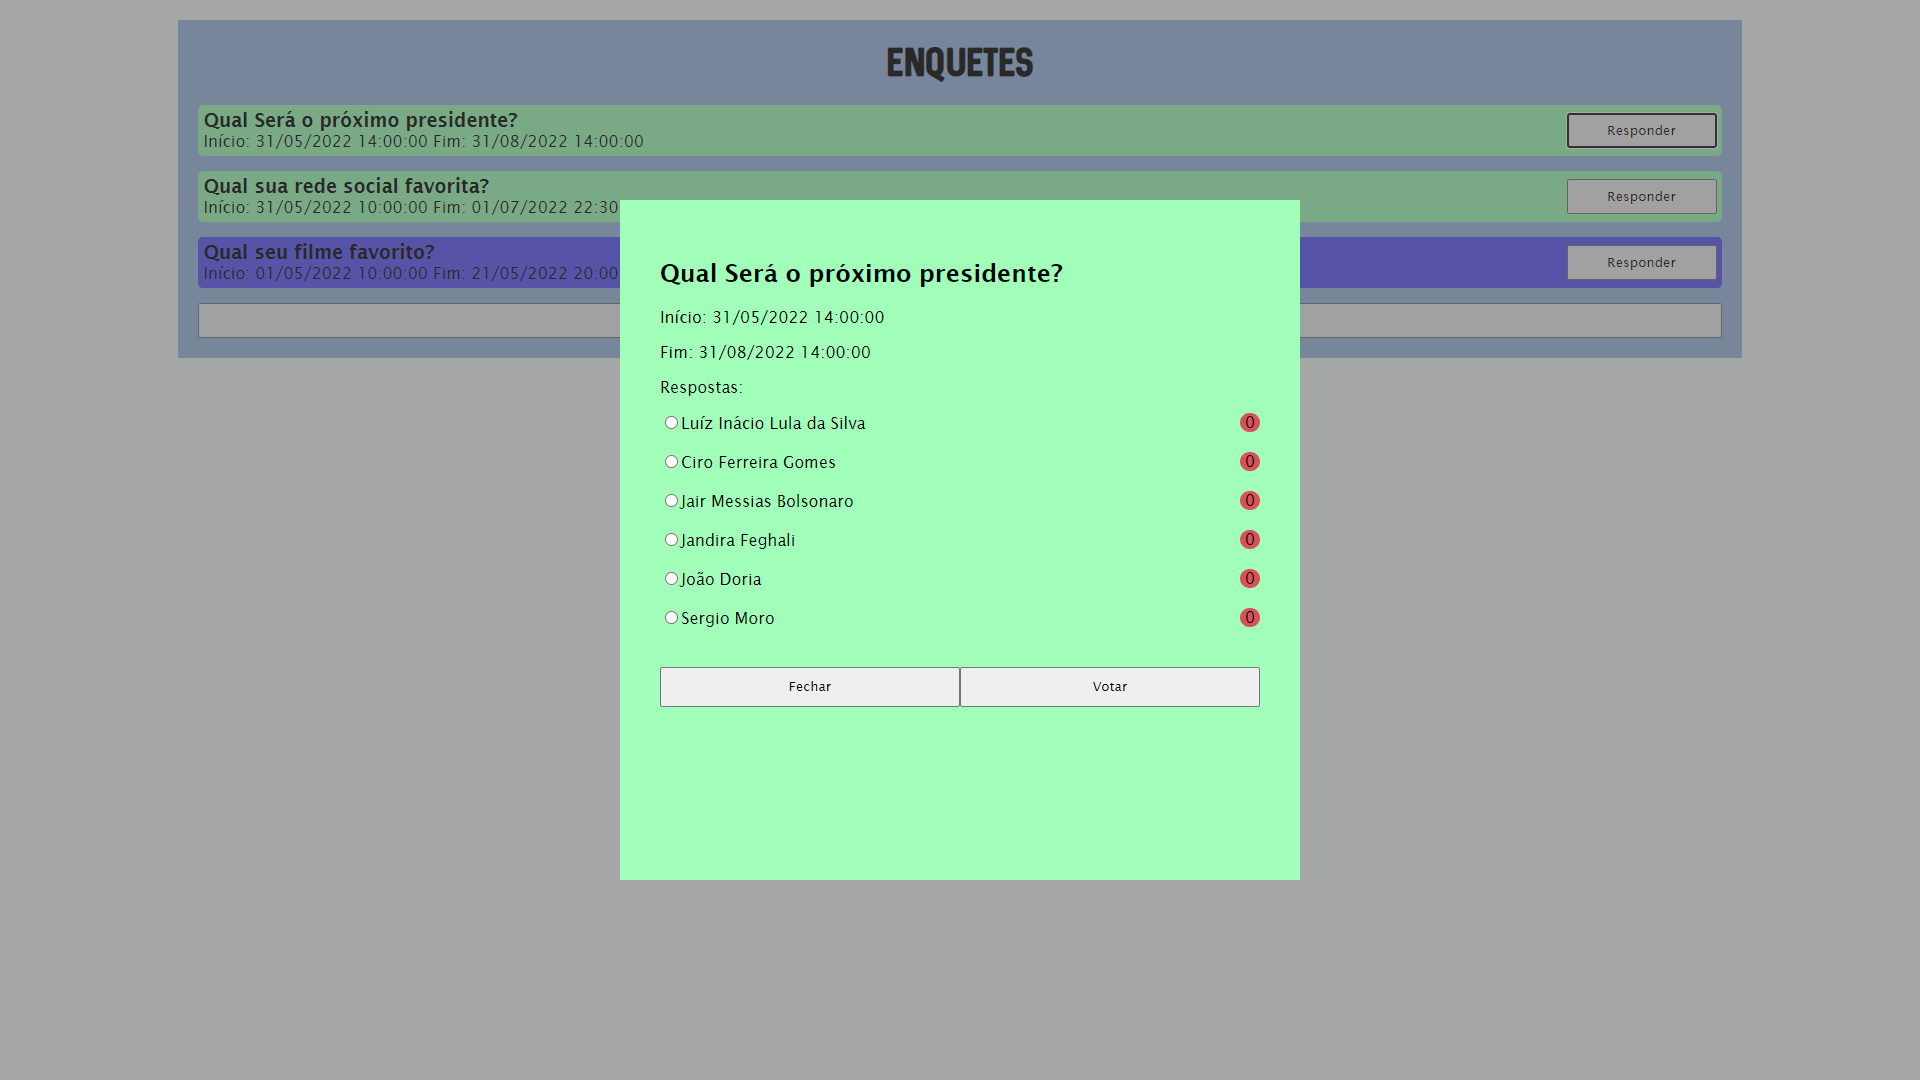 ENQUETES
Qual Será o próximo presidente?
Início: 31/05/2022 14:00:00 Fim: 31/08/2022 14:00:00
Responder
Qual sua rede social favorita?
Início: 31/05/2022 10:00:00 Fim: 01/07/2022 22:30
Responder
Qual seu filme favorito?
Início: 01/05/2022 10:00:00 Fim: 21/05/2022 20:00
Responder
Qual Será o próximo presidente?
Início: 31/05/2022 14:00:00
Fim: 31/08/2022 14:00:00
Respostas:
Luíz Inácio Lula da Silva 0
Ciro Ferreira Gomes 0
Jair Messias Bolsonaro 0
Jandira Feghali 0
João Doria 0
Sergio Moro 0
Fechar Votar